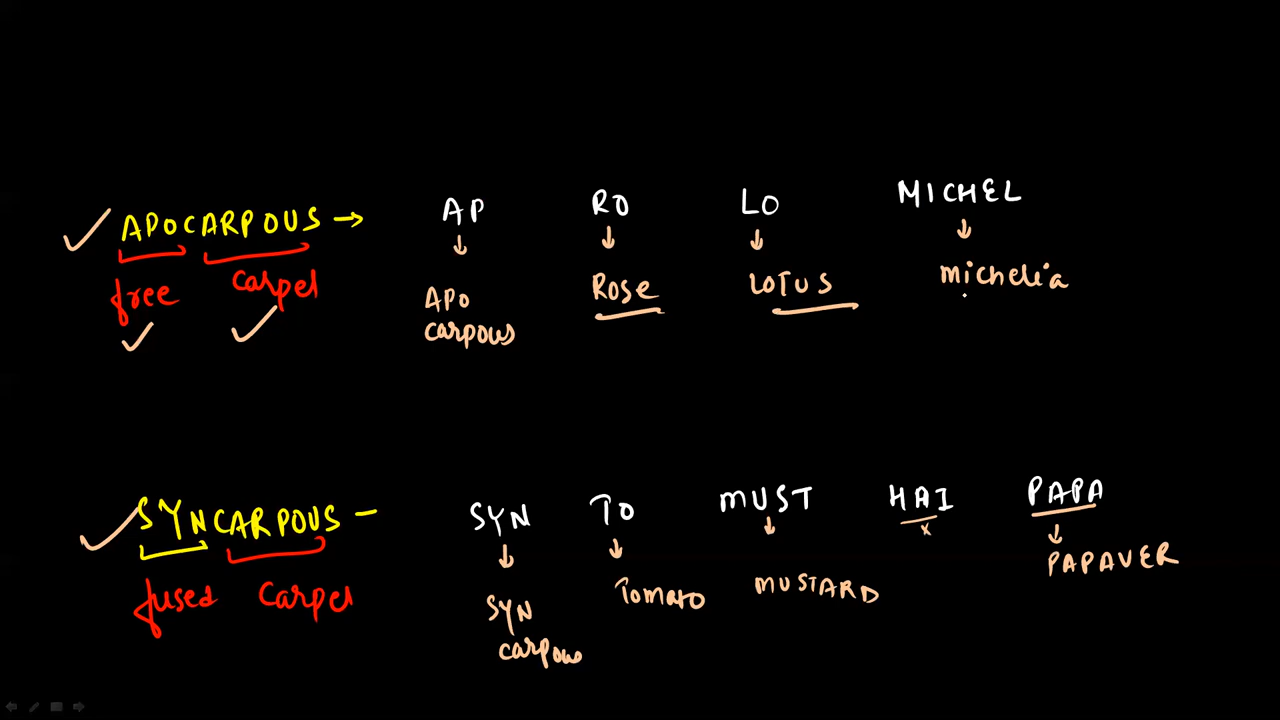 APOCARPOUS → AP RO LO MICHEL
free carpel
APO Rose LOTUS michelia
carpous
SYNCARPOUS - SYN TO MUST HAI PAPA
x
fused carpel
SYN Tomato MUSTARD PAPAVER
carpous